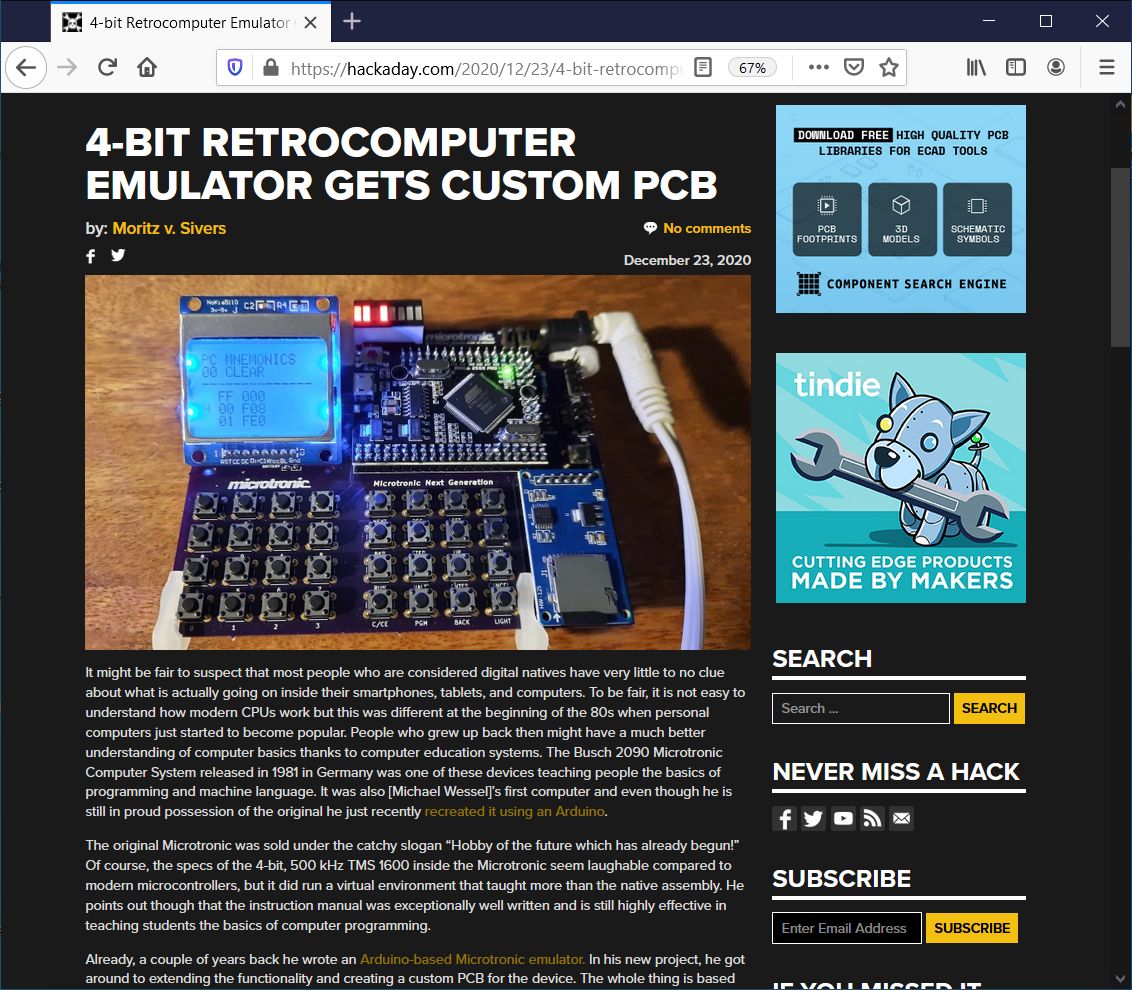 4-bit Retrocomputer Emulator
https://hackaday.com/2020/12/23/4-bit-retrocomp
67%
4-BIT RETROCOMPUTER
EMULATOR GETS CUSTOM PCB
by: Moritz v. Sivers
No comments
December 23, 2020
Nokia5110
C2 R4
3v-5v J
PC MNEMONICS
00 CLEAR
FF 000
H 00 F08
01 FE0
microtronic
microtronic
Microtronic Next Generation
1 2 3
C/CE PGM BACK LIGHT
It might be fair to suspect that most people who are considered digital natives have very little to no clue
about what is actually going on inside their smartphones, tablets, and computers. To be fair, it is not easy to
understand how modern CPUs work but this was different at the beginning of the 80s when personal
computers just started to become popular. People who grew up back then might have a much better
understanding of computer basics thanks to computer education systems. The Busch 2090 Microtronic
Computer System released in 1981 in Germany was one of these devices teaching people the basics of
programming and machine language. It was also [Michael Wessel]'s first computer and even though he is
still in proud possession of the original he just recently recreated it using an Arduino.
The original Microtronic was sold under the catchy slogan “Hobby of the future which has already begun!”
Of course, the specs of the 4-bit, 500 kHz TMS 1600 inside the Microtronic seem laughable compared to
modern microcontrollers, but it did run a virtual environment that taught more than the native assembly. He
points out though that the instruction manual was exceptionally well written and is still highly effective in
teaching students the basics of computer programming.
Already, a couple of years back he wrote an Arduino-based Microtronic emulator. In his new project, he got
around to extending the functionality and creating a custom PCB for the device. The whole thing is based
DOWNLOAD FREE HIGH QUALITY PCB
LIBRARIES FOR ECAD TOOLS
PCB
FOOTPRINTS
3D
MODELS
SCHEMATIC
SYMBOLS
COMPONENT SEARCH ENGINE
tindie
CUTTING EDGE PRODUCTS
MADE BY MAKERS
SEARCH
Search ...
SEARCH
NEVER MISS A HACK
SUBSCRIBE
Enter Email Address
SUBSCRIBE
IF YOU MISSED IT